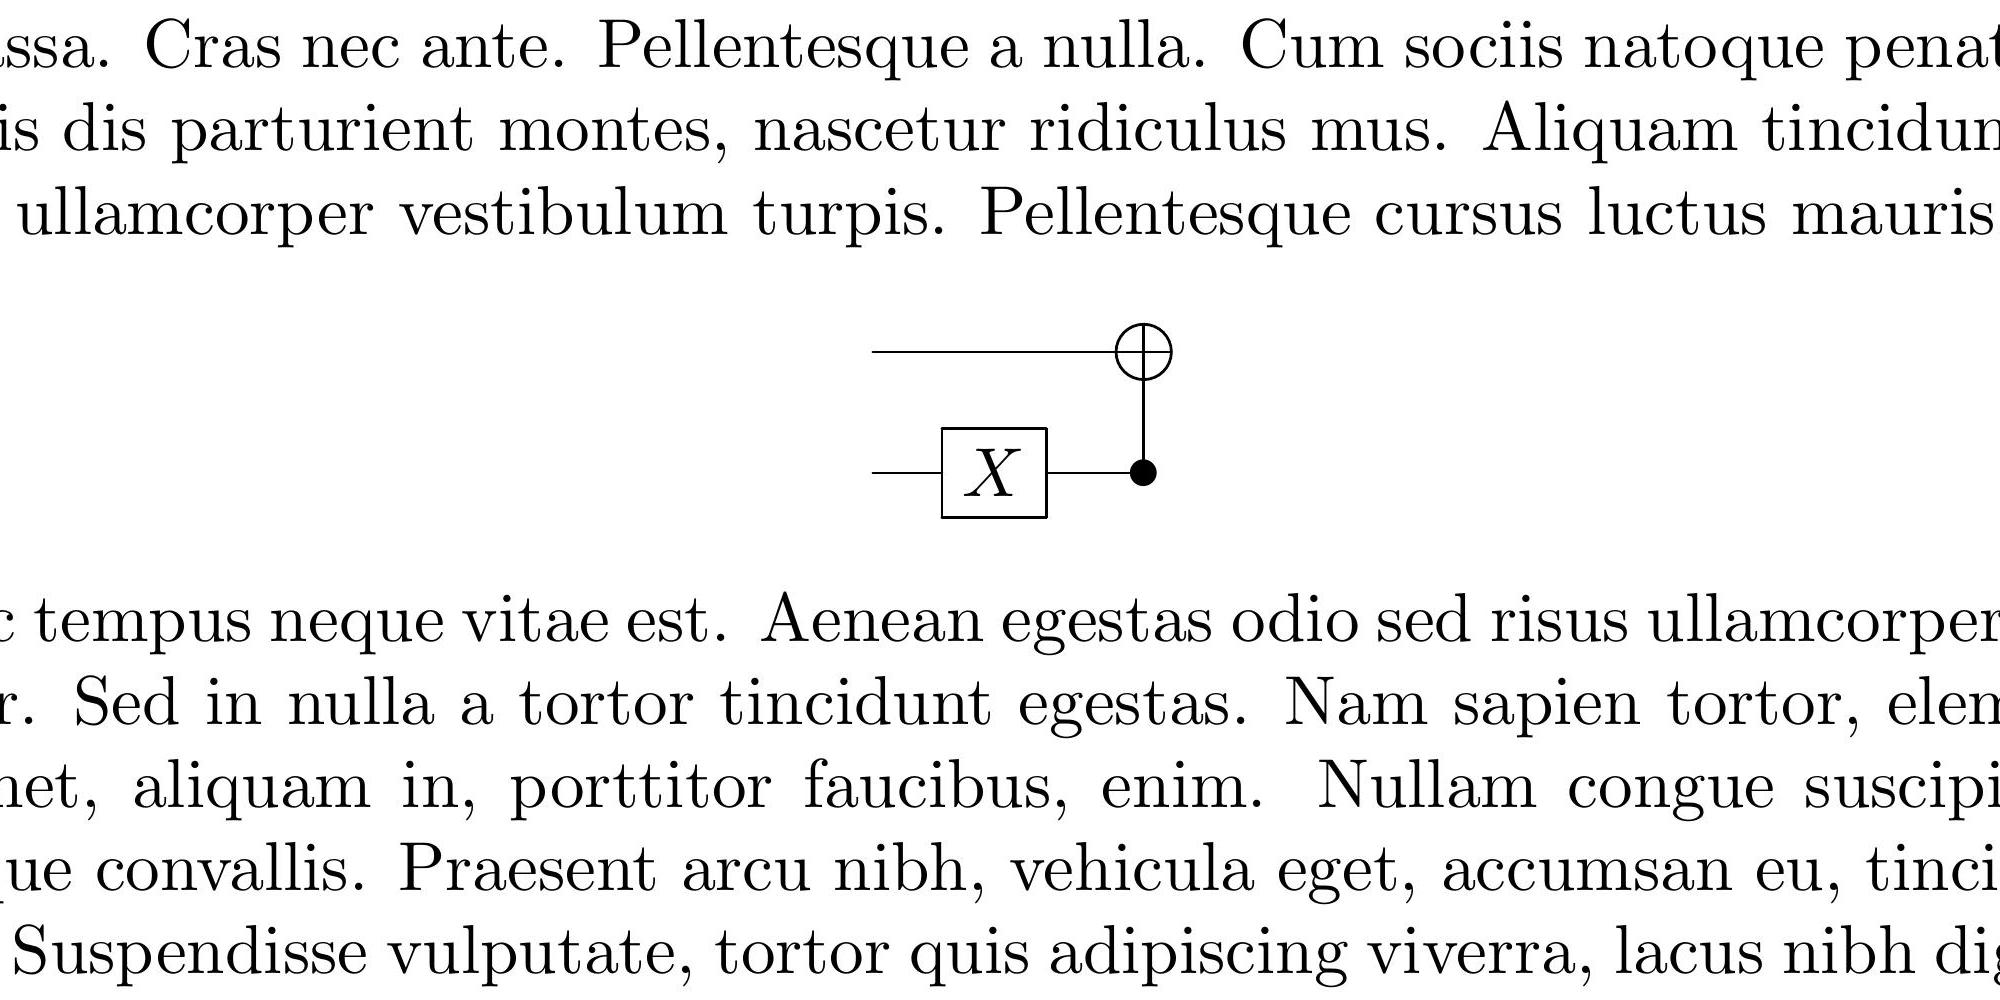 ssa. Cras nec ante. Pellentesque a nulla. Cum sociis natoque penat
is dis parturient montes, nascetur ridiculus mus. Aliquam tincidun
ullamcorper vestibulum turpis. Pellentesque cursus luctus mauris
X
c tempus neque vitae est. Aenean egestas odio sed risus ullamcorper
r. Sed in nulla a tortor tincidunt egestas. Nam sapien tortor, elem
net, aliquam in, porttitor faucibus, enim. Nullam congue suscipi
ue convallis. Praesent arcu nibh, vehicula eget, accumsan eu, tinci
Suspendisse vulputate, tortor quis adipiscing viverra, lacus nibh dig